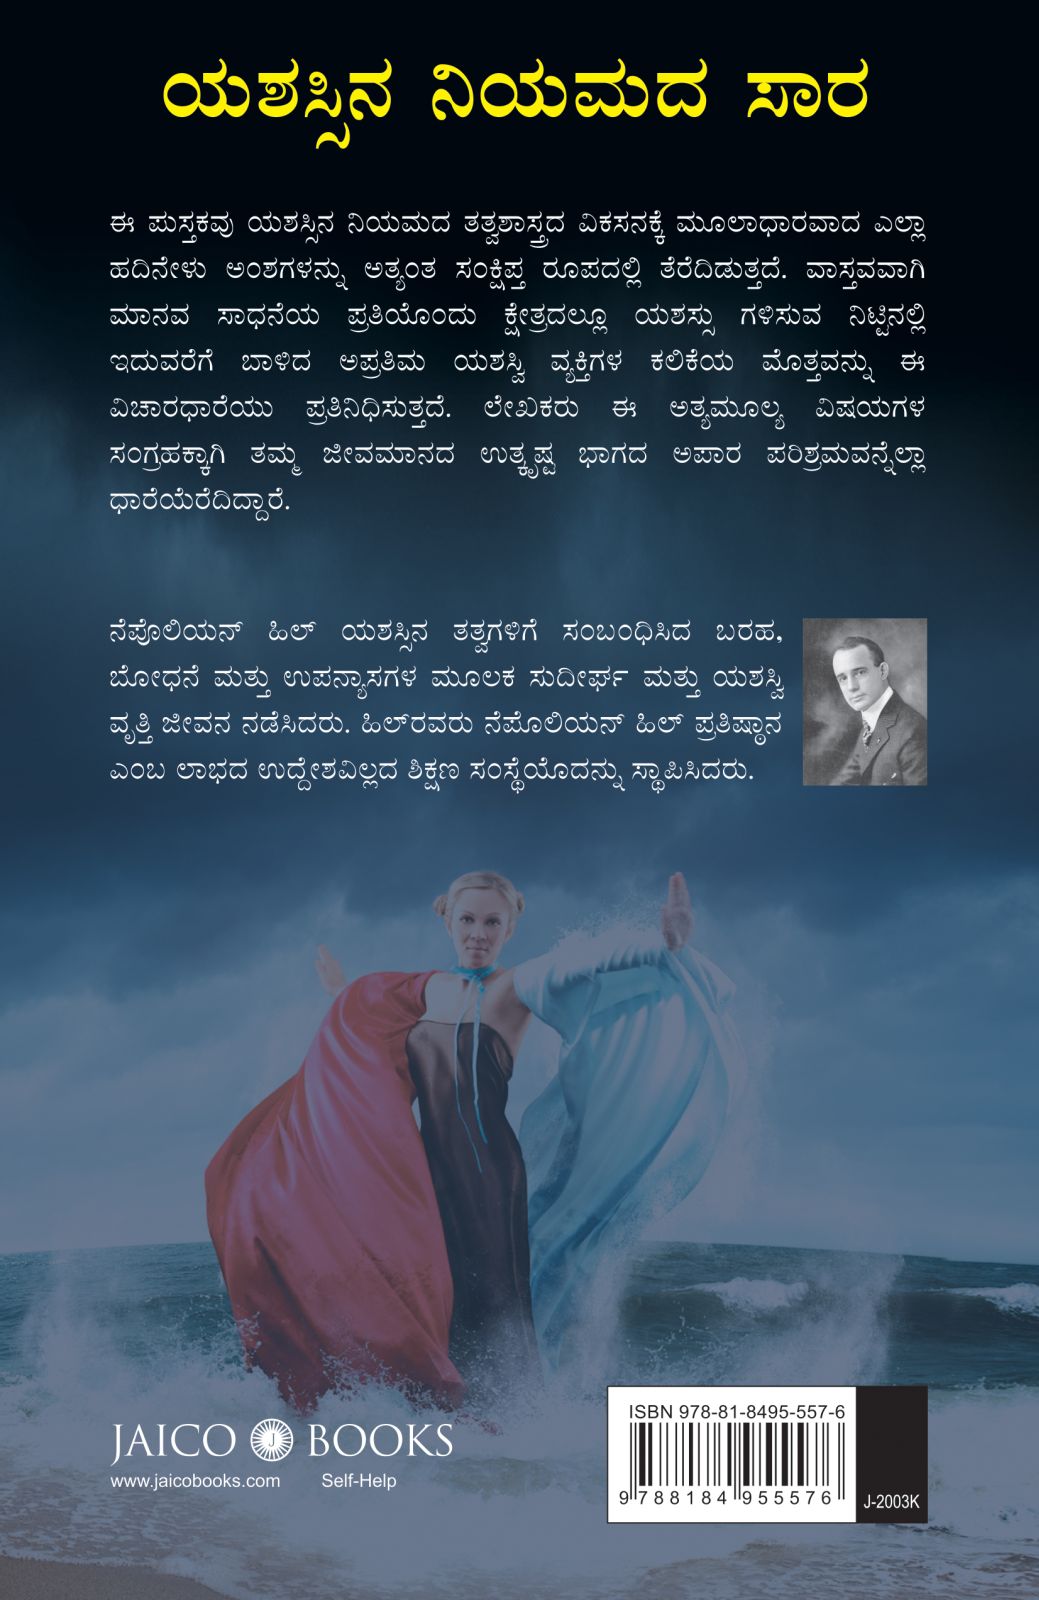 ಯಶಸ್ಸಿನ ನಿಯಮದ ಸಾರ
ಈ ಪುಸ್ತಕವು ಯಶಸ್ಸಿನ ನಿಯಮದ ತತ್ವಶಾಸ್ತ್ರದ ವಿಕಸನಕ್ಕೆ ಮೂಲಾಧಾರವಾದ ಎಲ್ಲಾ
ಹದಿನೇಳು ಅಂಶಗಳನ್ನು ಅತ್ಯಂತ ಸಂಕ್ಷಿಪ್ತ ರೂಪದಲ್ಲಿ ತೆರೆದಿಡುತ್ತದೆ. ವಾಸ್ತವವಾಗಿ
ಮಾನವ ಸಾಧನೆಯ ಪ್ರತಿಯೊಂದು ಕ್ಷೇತ್ರದಲ್ಲೂ ಯಶಸ್ಸು ಗಳಿಸುವ ನಿಟ್ಟಿನಲ್ಲಿ
ಇದುವರೆಗೆ ಬಾಳಿದ ಅಪ್ರತಿಮ ಯಶಸ್ವಿ ವ್ಯಕ್ತಿಗಳ ಕಲಿಕೆಯ ಮೊತ್ತವನ್ನು ಈ
ವಿಚಾರಧಾರೆಯು ಪ್ರತಿನಿಧಿಸುತ್ತದೆ. ಲೇಖಕರು ಈ ಅತ್ಯಮೂಲ್ಯ ವಿಷಯಗಳ
ಸಂಗ್ರಹಕ್ಕಾಗಿ ತಮ್ಮ ಜೀವಮಾನದ ಉತ್ಕೃಷ್ಟ ಭಾಗದ ಅಪಾರ ಪರಿಶ್ರಮವನ್ನೆಲ್ಲಾ
ಧಾರೆಯೆರೆದಿದ್ದಾರೆ.
ನೆಪೊಲಿಯನ್ ಹಿಲ್ ಯಶಸ್ಸಿನ ತತ್ವಗಳಿಗೆ ಸಂಬಂಧಿಸಿದ ಬರಹ,
ಬೋಧನೆ ಮತ್ತು ಉಪನ್ಯಾಸಗಳ ಮೂಲಕ ಸುದೀರ್ಘ ಮತ್ತು ಯಶಸ್ವಿ
ವೃತ್ತಿ ಜೀವನ ನಡೆಸಿದರು. ಹಿಲ್‌ರವರು ನೆಪೊಲಿಯನ್ ಹಿಲ್ ಪ್ರತಿಷ್ಠಾನ
ಎಂಬ ಲಾಭದ ಉದ್ದೇಶವಿಲ್ಲದ ಶಿಕ್ಷಣ ಸಂಸ್ಥೆಯೊದನ್ನು ಸ್ಥಾಪಿಸಿದರು.
JAICO J BOOKS
www.jaicobooks.com Self-Help
ISBN 978-81-8495-557-6
9 788184 955576
J-2003K